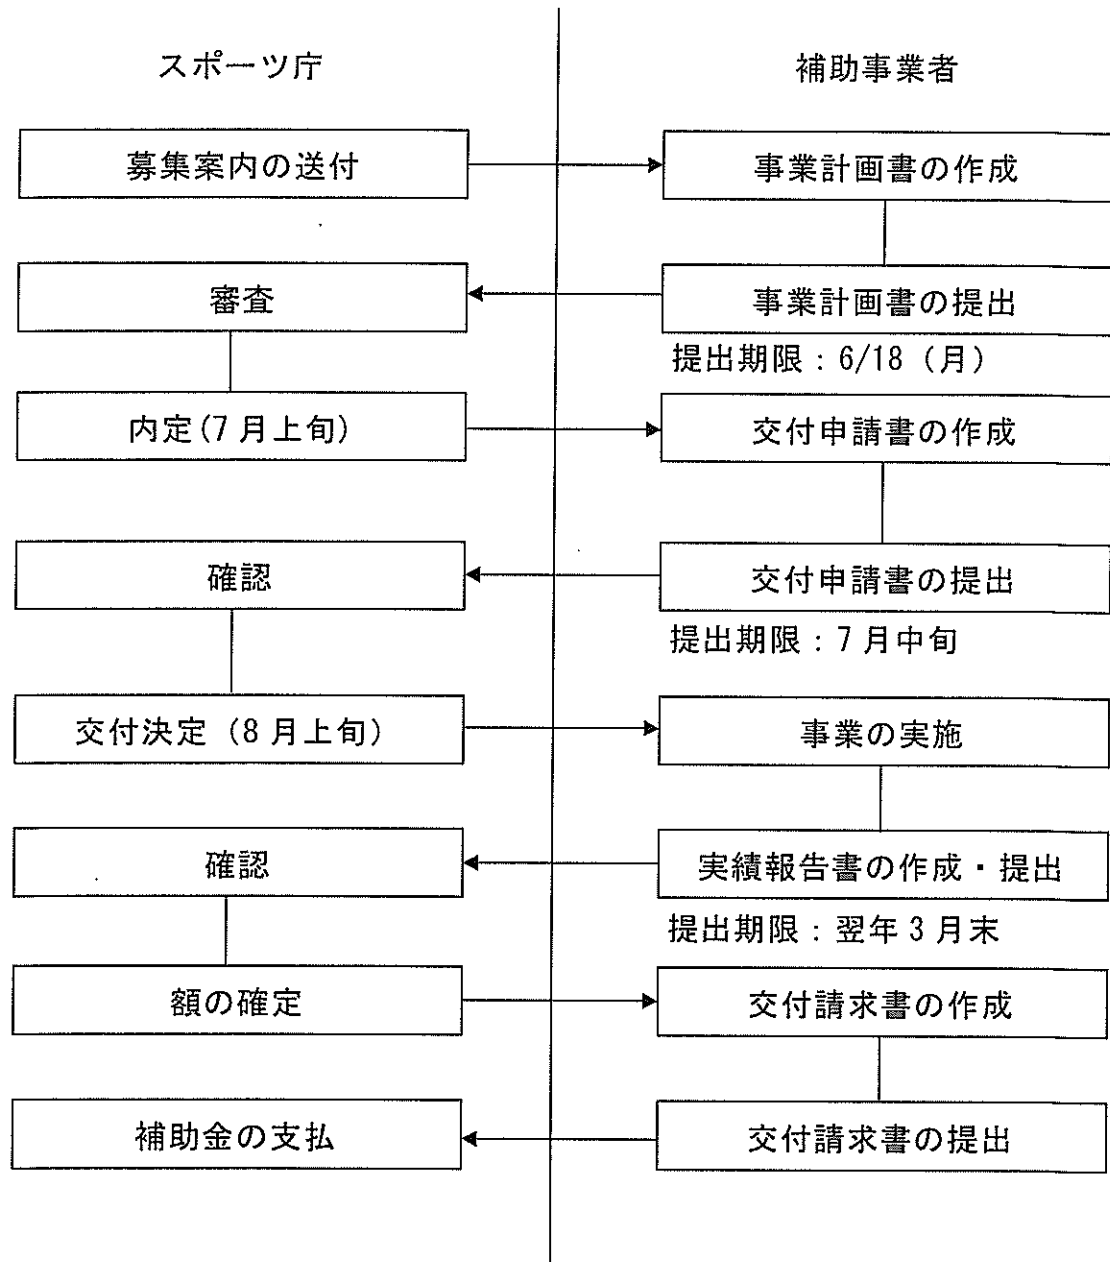 スポーツ庁
補助事業者
募集案内の送付
事業計画書の作成
審査
事業計画書の提出
提出期限：6/18（月）
内定(7月上旬)
交付申請書の作成
確認
交付申請書の提出
提出期限：7月中旬
交付決定（8月上旬）
事業の実施
確認
実績報告書の作成・提出
提出期限：翌年3月末
額の確定
交付請求書の作成
補助金の支払
交付請求書の提出